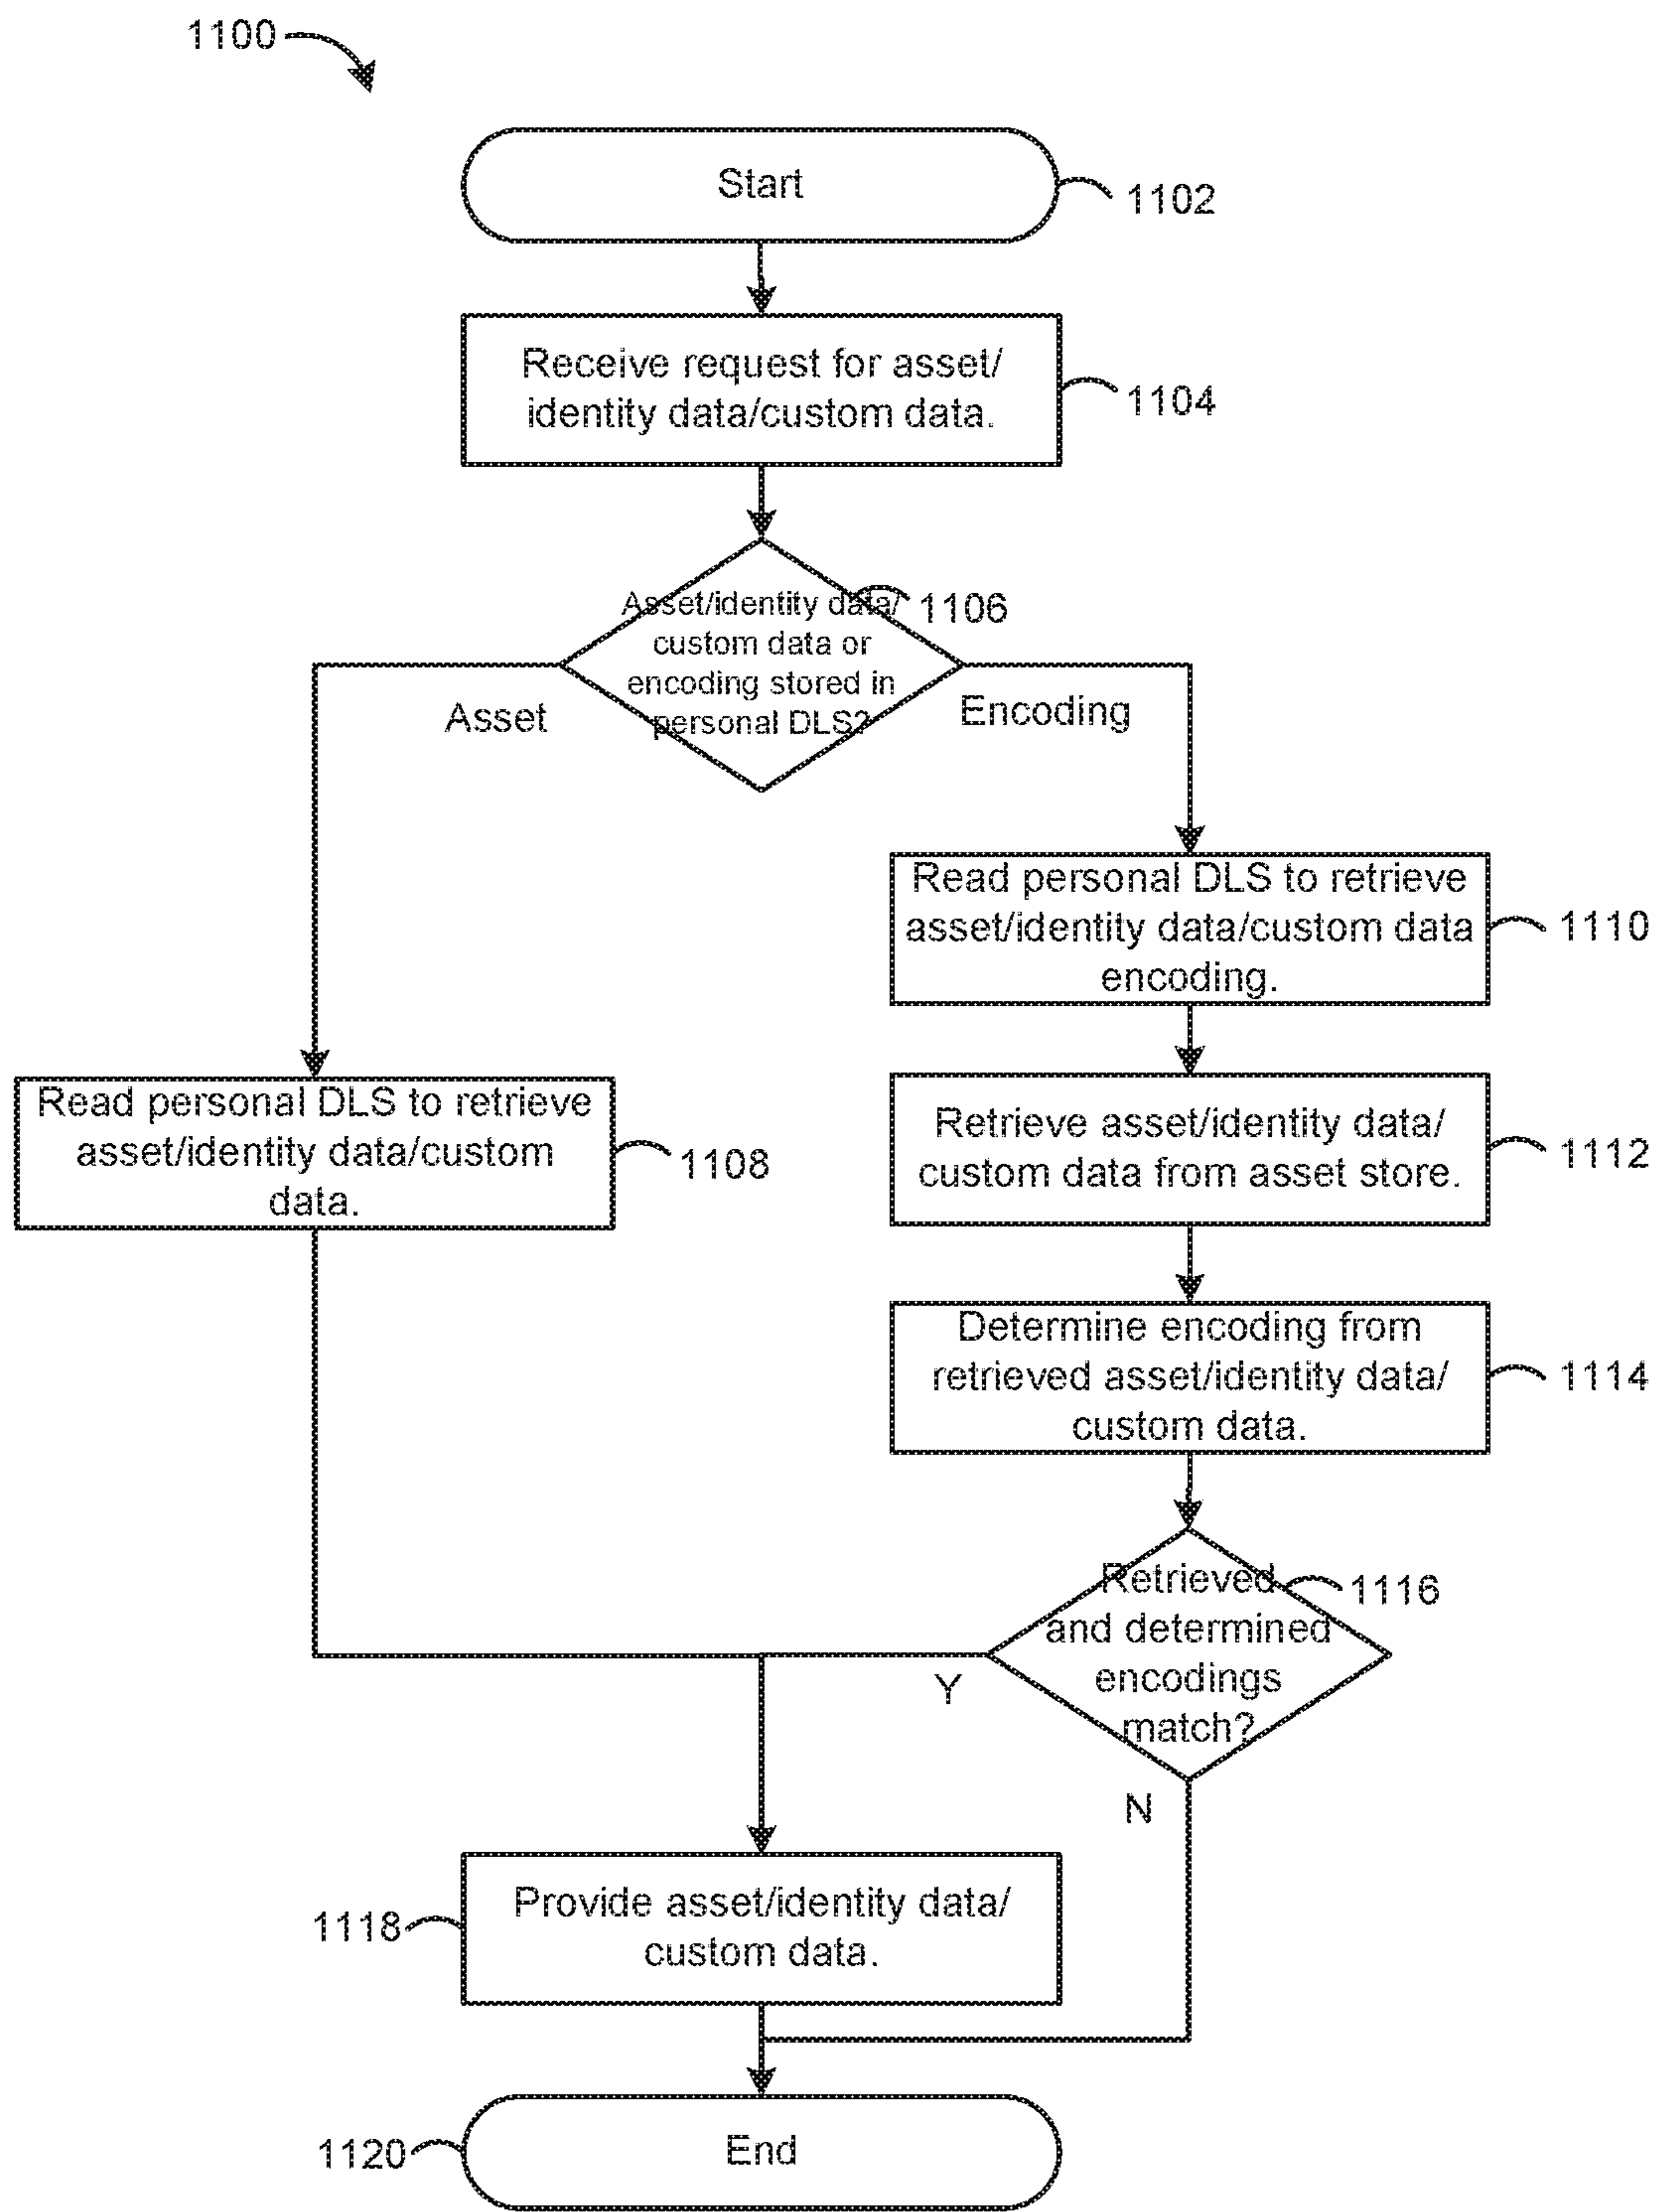 1100
Start
1102
Receive request for asset/
identity data/custom data.
1104
Asset/identity data/
custom data or
encoding stored in
personal DLS?
1106
Asset
Encoding
Read personal DLS to retrieve
asset/identity data/custom data
encoding.
1110
Read personal DLS to retrieve
asset/identity data/custom
data.
1108
Retrieve asset/identity data/
custom data from asset store.
1112
Determine encoding from
retrieved asset/identity data/
custom data.
1114
Retrieved
and determined
encodings
match?
1116
Y
N
Provide asset/identity data/
custom data.
1118
End
1120